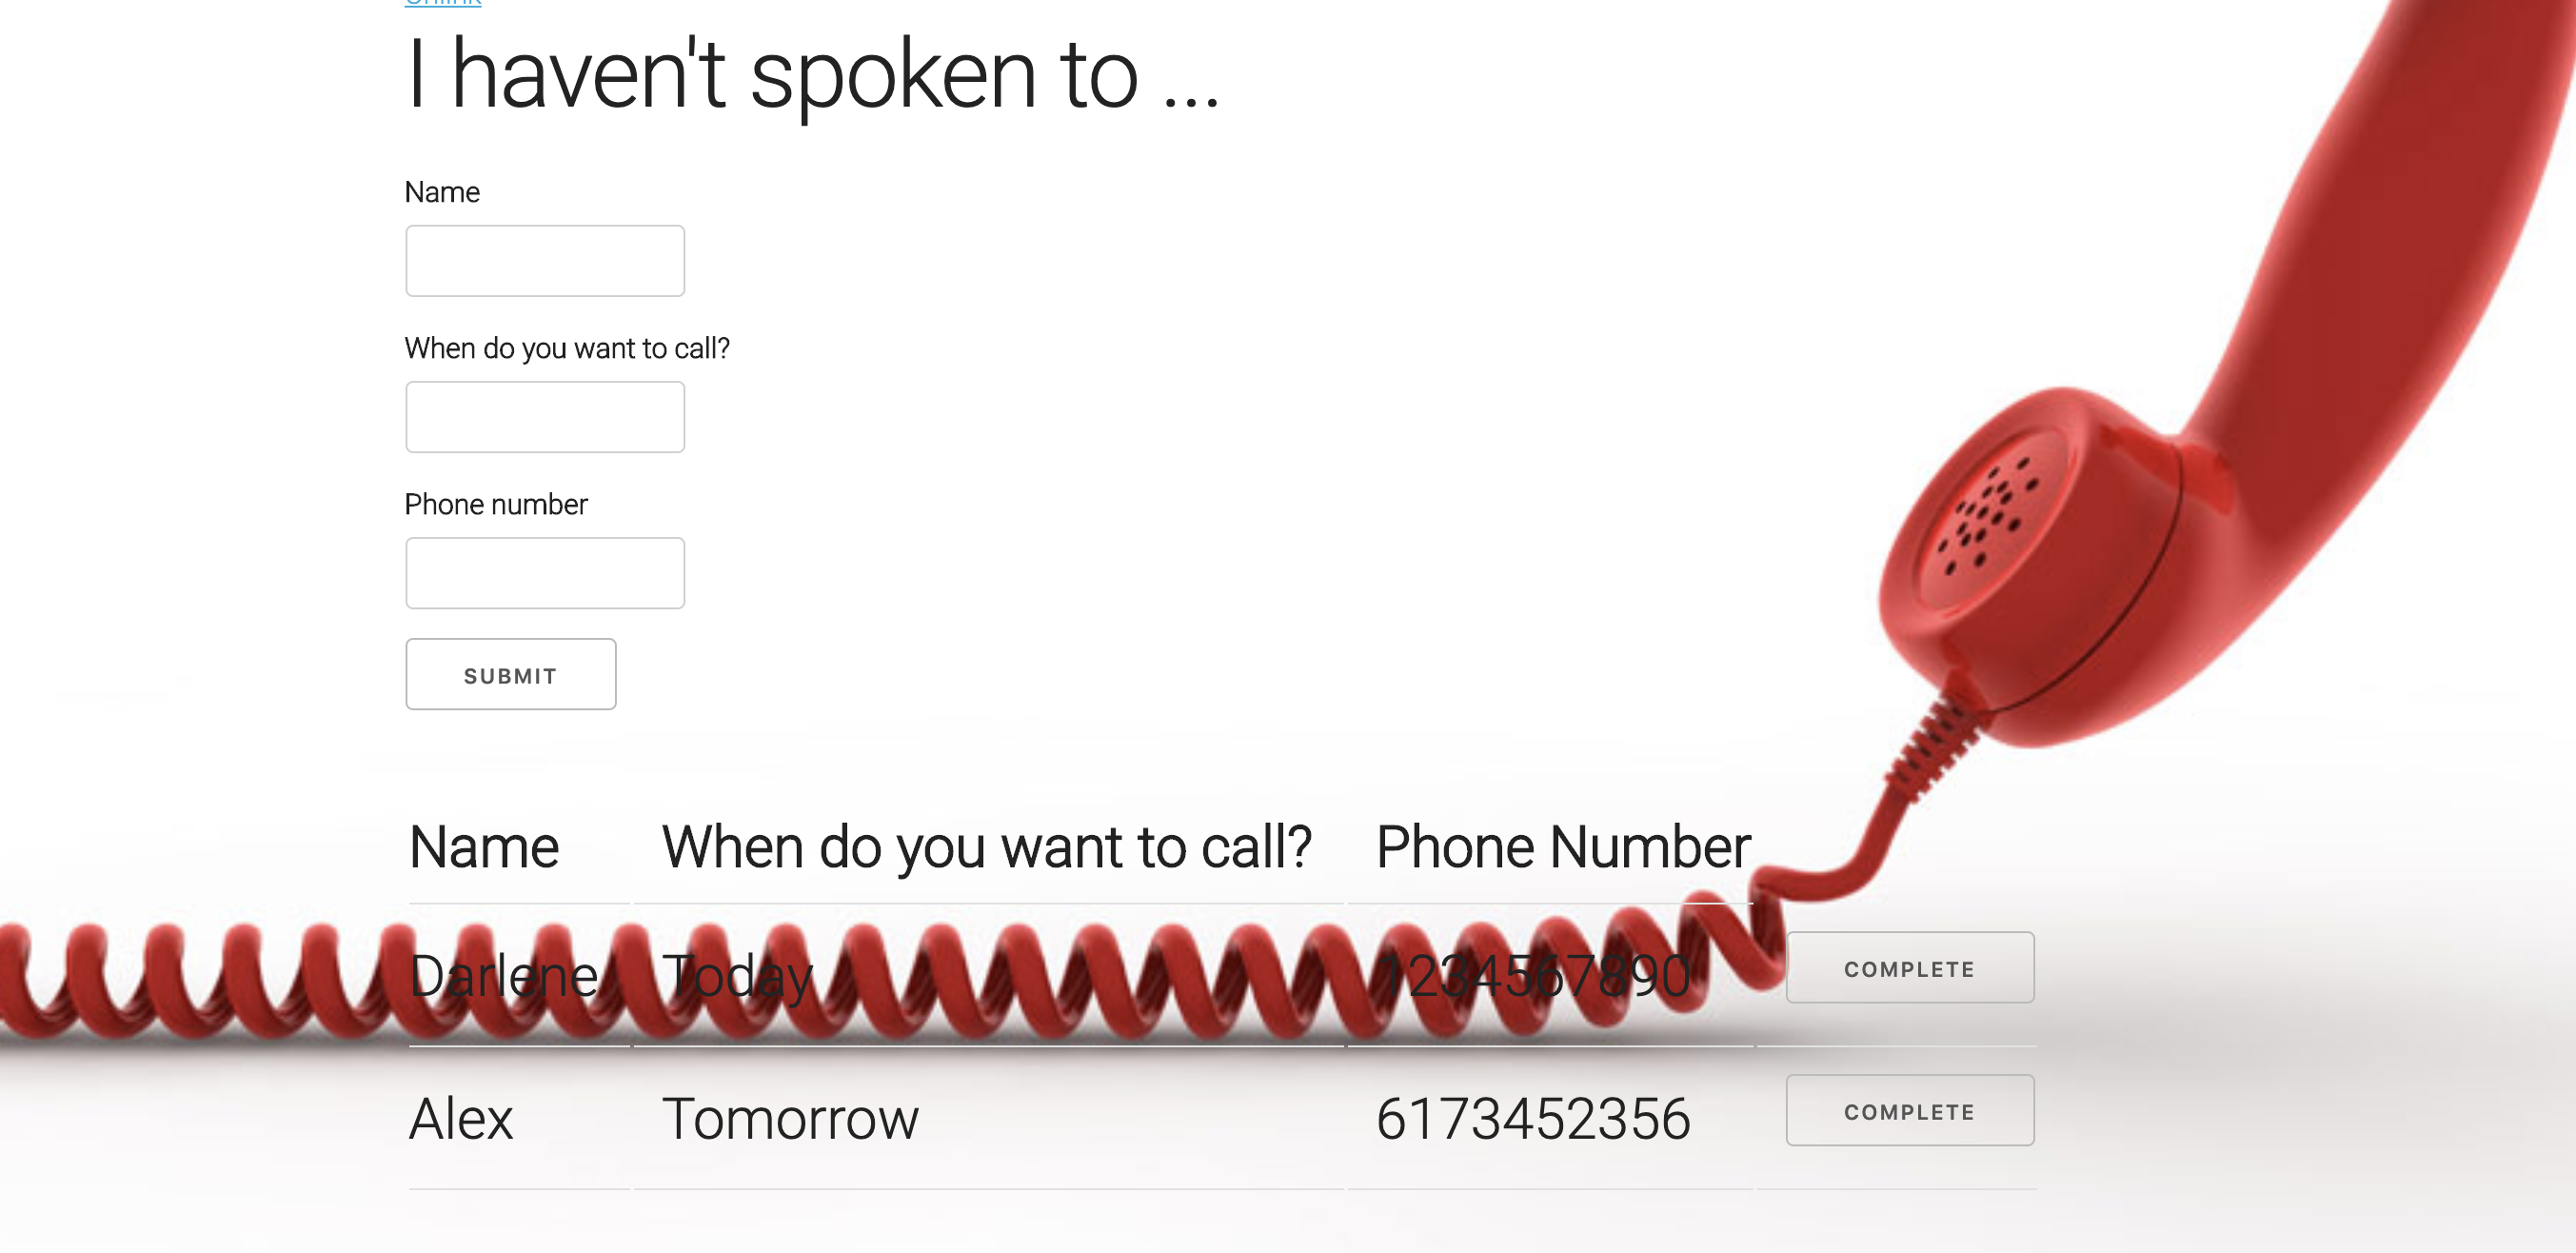 I haven't spoken to ...
Name
When do you want to call?
Phone number
SUBMIT
Name When do you want to call? Phone Number
Darlene Today 1234567890 COMPLETE
Alex Tomorrow 6173452356 COMPLETE